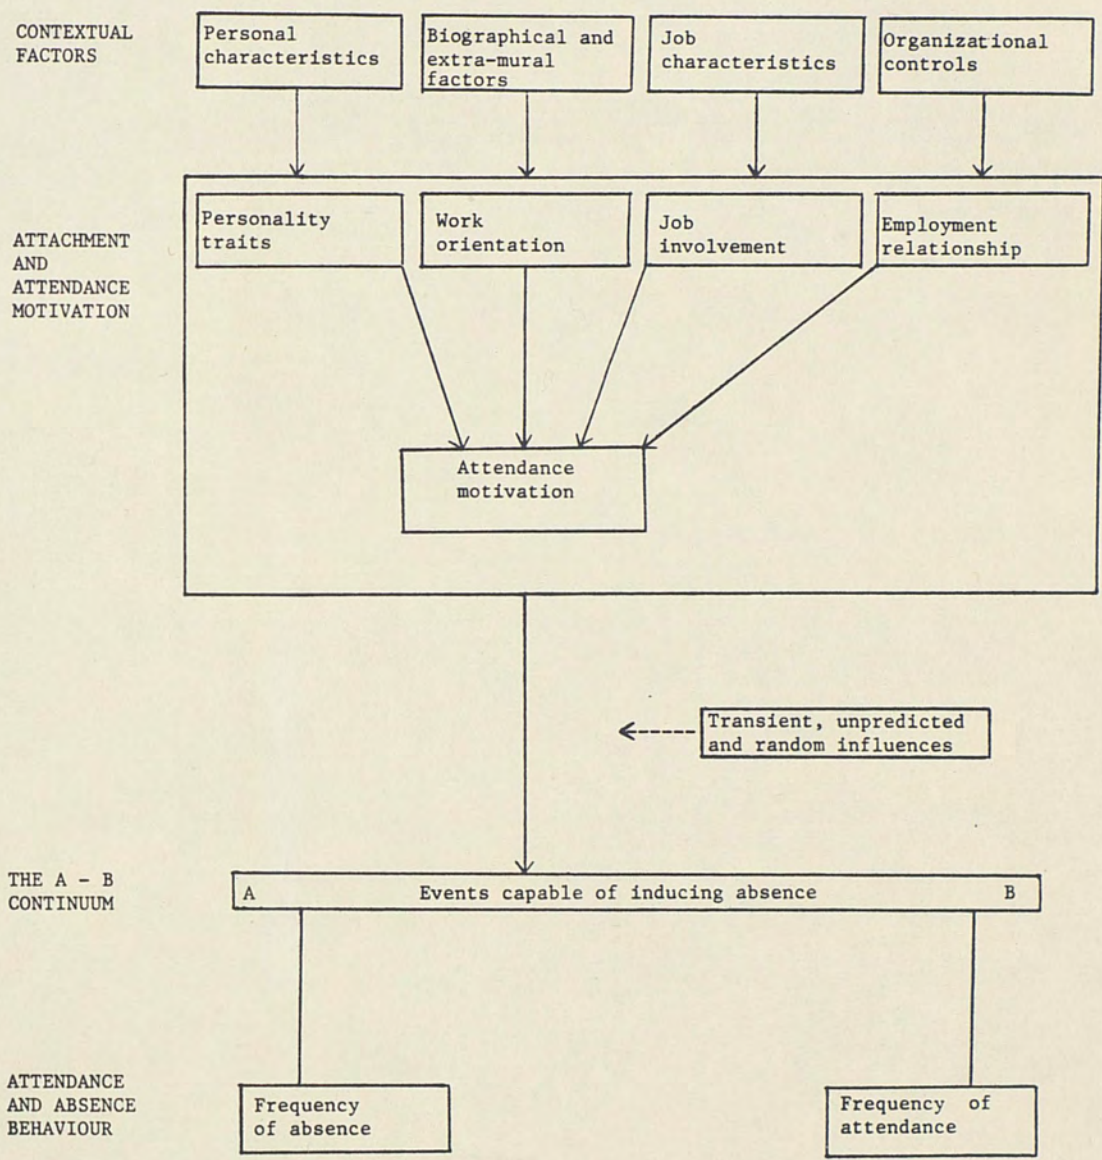 CONTEXTUAL
FACTORS
Personal
characteristics
Biographical and
extra-mural
factors
Job
characteristics
Organizational
controls
ATTACHMENT
AND
ATTENDANCE
MOTIVATION
Personality
traits
Work
orientation
Job
involvement
Employment
relationship
Attendance
motivation
Transient, unpredicted
and random influences
THE A - B
CONTINUUM
A Events capable of inducing absence B
ATTENDANCE
AND ABSENCE
BEHAVIOUR
Frequency
of absence
Frequency of
attendance